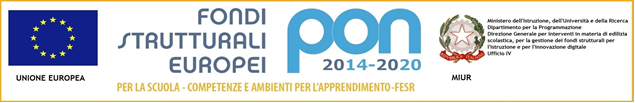 UNIONE EUROPEA
FONDI
STRUTTURALI
EUROPEI
pon
2014-2020
PER LA SCUOLA - COMPETENZE E AMBIENTI PER L'APPRENDIMENTO -FESR
Ministero dell'Istruzione, dell'Università e della Ricerca
Dipartimento per la Programmazione
Direzione Generale per interventi in materia di edilizia
scolastica, per la gestione dei fondi strutturali per
l'istruzione e per l'innovazione digitale
Ufficio IV
MIUR